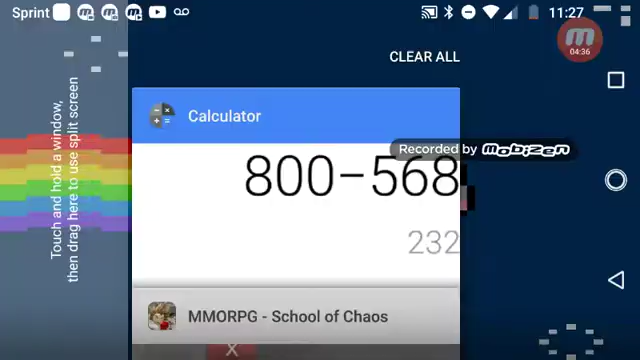 Sprint
11:27
04:36
CLEAR ALL
Touch and hold a window,
then drag here to use split screen
Calculator
Recorded by mobizen
800−568
232
MMORPG - School of Chaos
X